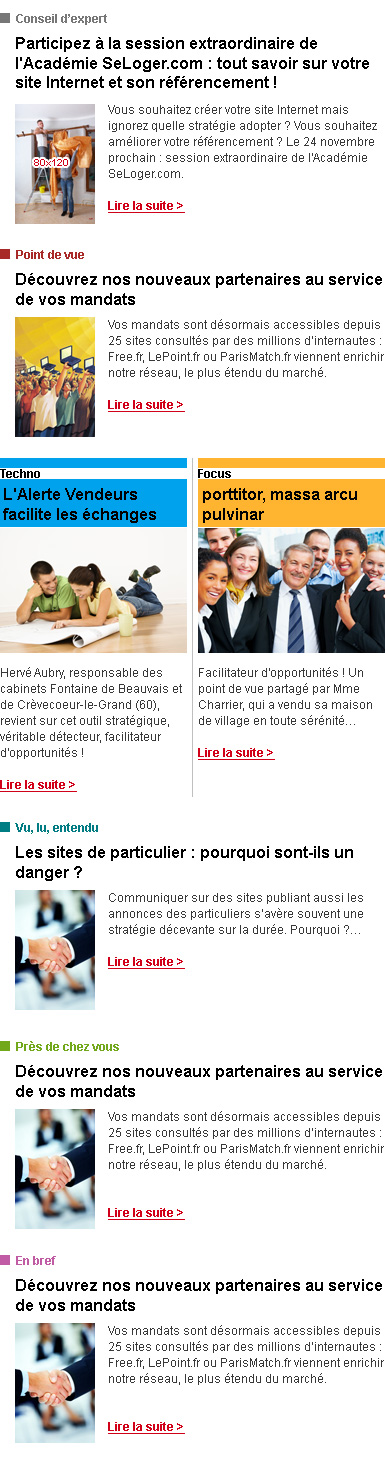 Conseil d'expert
Participez à la session extraordinaire de
l'Académie SeLoger.com : tout savoir sur votre
site Internet et son référencement !
80x120
Vous souhaitez créer votre site Internet mais
ignorez quelle stratégie adopter ? Vous souhaitez
améliorer votre référencement ? Le 24 novembre
prochain : session extraordinaire de l'Académie
SeLoger.com.
Lire la suite >
Point de vue
Découvrez nos nouveaux partenaires au service
de vos mandats
Vos mandats sont désormais accessibles depuis
25 sites consultés par des millions d'internautes :
Free.fr, LePoint.fr ou ParisMatch.fr viennent enrichir
notre réseau, le plus étendu du marché.
Lire la suite >
Techno
L'Alerte Vendeurs
facilite les échanges
Hervé Aubry, responsable des
cabinets Fontaine de Beauvais et
de Crèvecoeur-le-Grand (60),
revient sur cet outil stratégique,
véritable détecteur, facilitateur
d'opportunités !
Lire la suite >
Focus
porttitor, massa arcu
pulvinar
Facilitateur d'opportunités ! Un
point de vue partagé par Mme
Charrier, qui a vendu sa maison
de village en toute sérénité…
Lire la suite >
Vu, lu, entendu
Les sites de particulier : pourquoi sont-ils un
danger ?
Communiquer sur des sites publiant aussi les
annonces des particuliers s'avère souvent une
stratégie décevante sur la durée. Pourquoi ?…
Lire la suite >
Près de chez vous
Découvrez nos nouveaux partenaires au service
de vos mandats
Vos mandats sont désormais accessibles depuis
25 sites consultés par des millions d'internautes :
Free.fr, LePoint.fr ou ParisMatch.fr viennent enrichir
notre réseau, le plus étendu du marché.
Lire la suite >
En bref
Découvrez nos nouveaux partenaires au service
de vos mandats
Vos mandats sont désormais accessibles depuis
25 sites consultés par des millions d'internautes :
Free.fr, LePoint.fr ou ParisMatch.fr viennent enrichir
notre réseau, le plus étendu du marché.
Lire la suite >